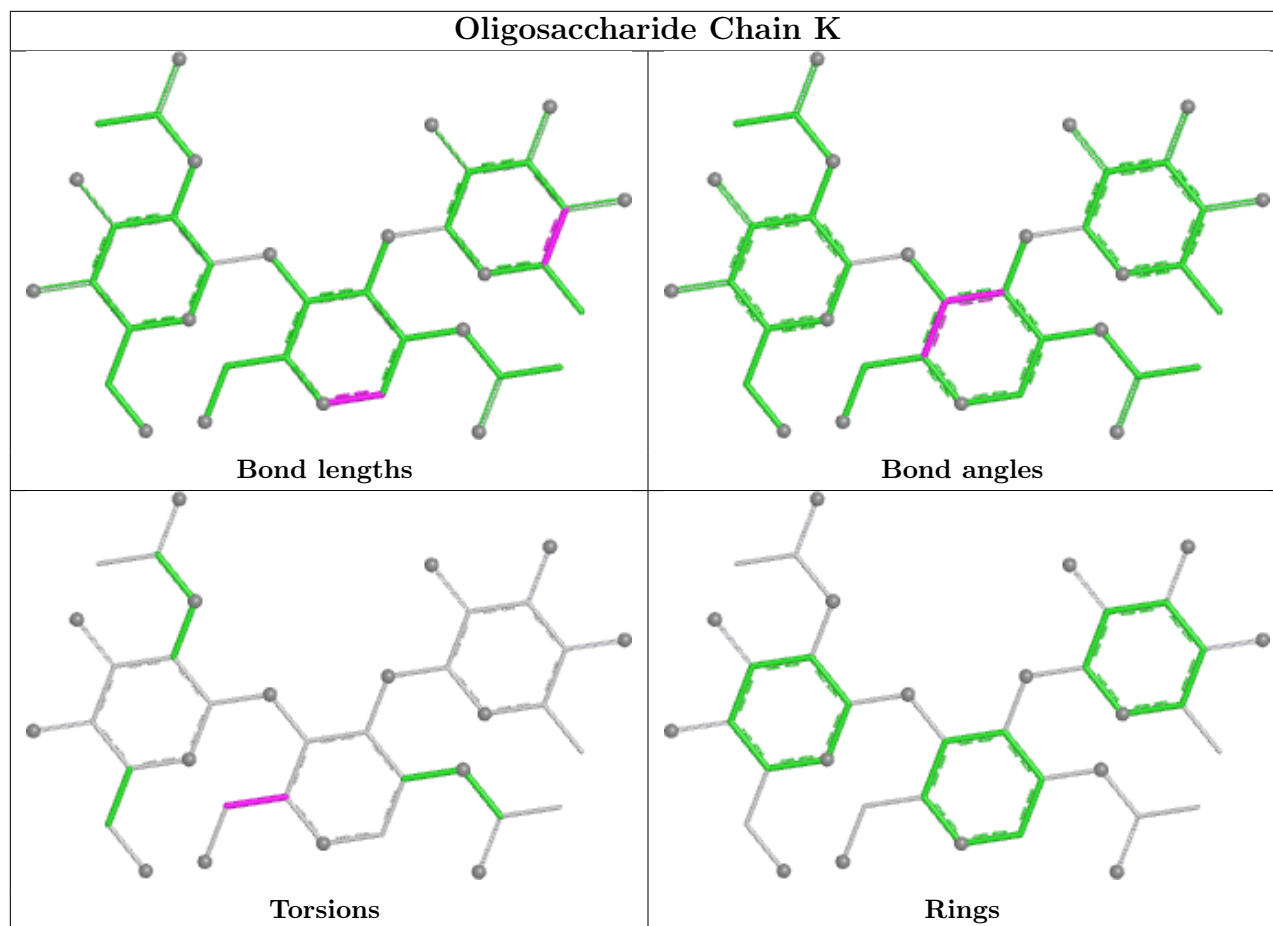 Oligosaccharide Chain K
Bond lengths
Bond angles
Torsions
Rings